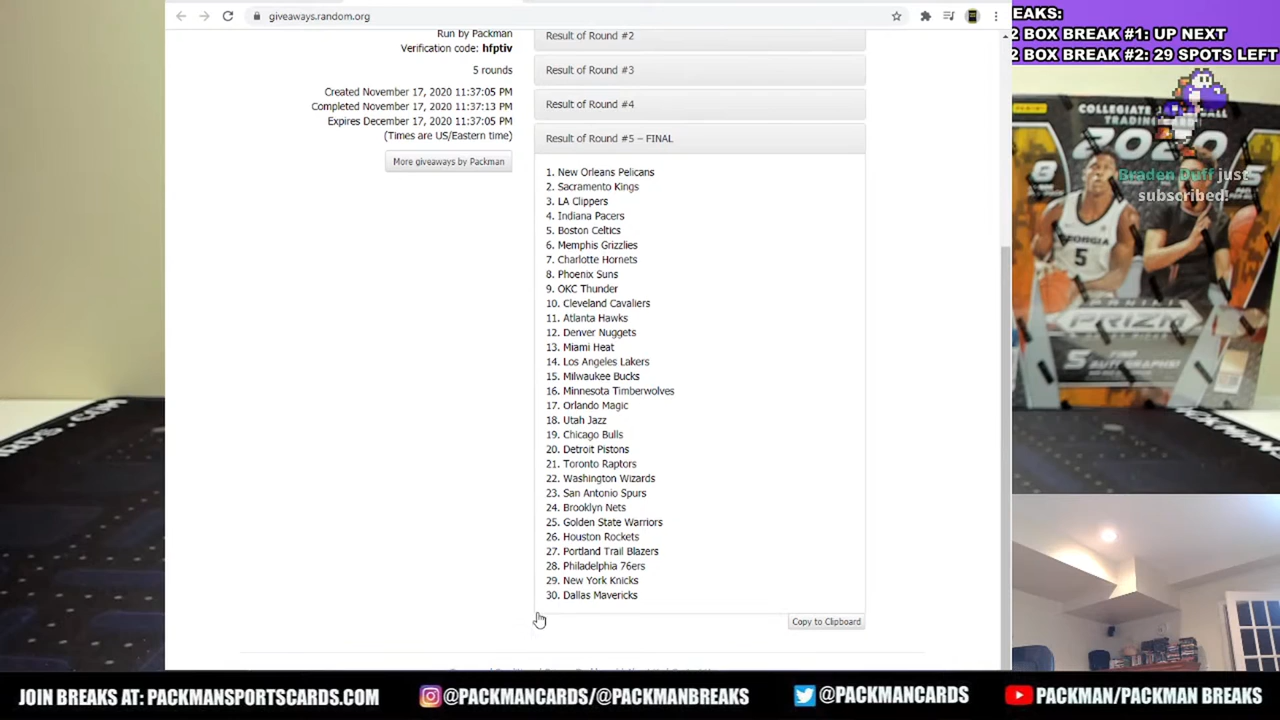 giveaways.random.org
Run by Packman
Verification code: hfptiv
5 rounds
Created November 17, 2020 11:37:05 PM
Completed November 17, 2020 11:37:13 PM
Expires December 17, 2020 11:37:05 PM
(Times are US/Eastern time)
More giveaways by Packman
Result of Round #2
Result of Round #3
Result of Round #4
Result of Round #5 – FINAL
1. New Orleans Pelicans
2. Sacramento Kings
3. LA Clippers
4. Indiana Pacers
5. Boston Celtics
6. Memphis Grizzlies
7. Charlotte Hornets
8. Phoenix Suns
9. OKC Thunder
10. Cleveland Cavaliers
11. Atlanta Hawks
12. Denver Nuggets
13. Miami Heat
14. Los Angeles Lakers
15. Milwaukee Bucks
16. Minnesota Timberwolves
17. Orlando Magic
18. Utah Jazz
19. Chicago Bulls
20. Detroit Pistons
21. Toronto Raptors
22. Washington Wizards
23. San Antonio Spurs
24. Brooklyn Nets
25. Golden State Warriors
26. Houston Rockets
27. Portland Trail Blazers
28. Philadelphia 76ers
29. New York Knicks
30. Dallas Mavericks
Copy to Clipboard
EAKS:
2 BOX BREAK #1: UP NEXT
2 BOX BREAK #2: 29 SPOTS LEFT
PANINI
COLLEGIATE
2020
8
5
Braden Duff just
subscribed!
GEORGIA
5
PANINI
PRIZM
5
AUTOGRAPHS!
JOIN BREAKS AT: PACKMANSPORTSCARDS.COM
@PACKMANCARDS/@PACKMANBREAKS
@PACKMANCARDS
PACKMAN/PACKMAN BREAKS